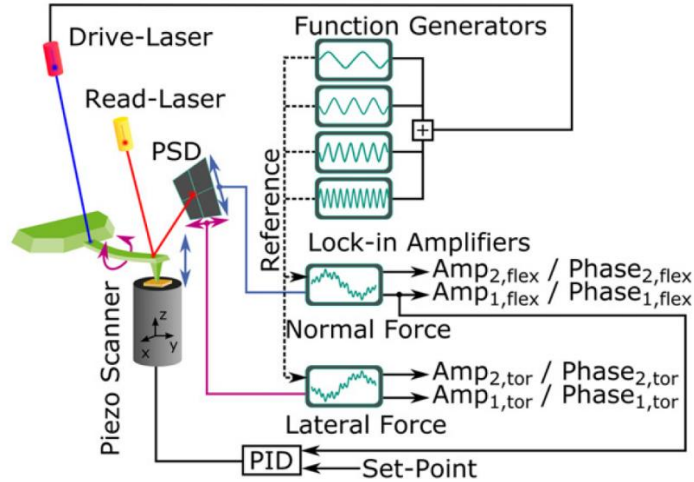 Function Generators
Drive-Laser
Read-Laser
PSD
+
Reference
Lock-in Amplifiers
Amp2,flex / Phase2,flex
Amp1,flex / Phase1,flex
Normal Force
z
x
y
Piezo Scanner
Amp2,tor / Phase2,tor
Amp1,tor / Phase1,tor
Lateral Force
PID
Set-Point